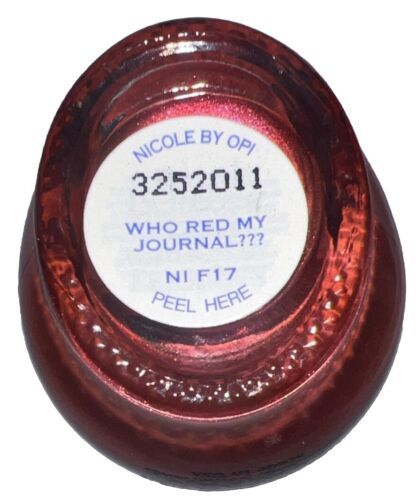 NICOLE BY OPI
3252011
WHO RED MY
JOURNAL???
NI F17
PEEL HERE